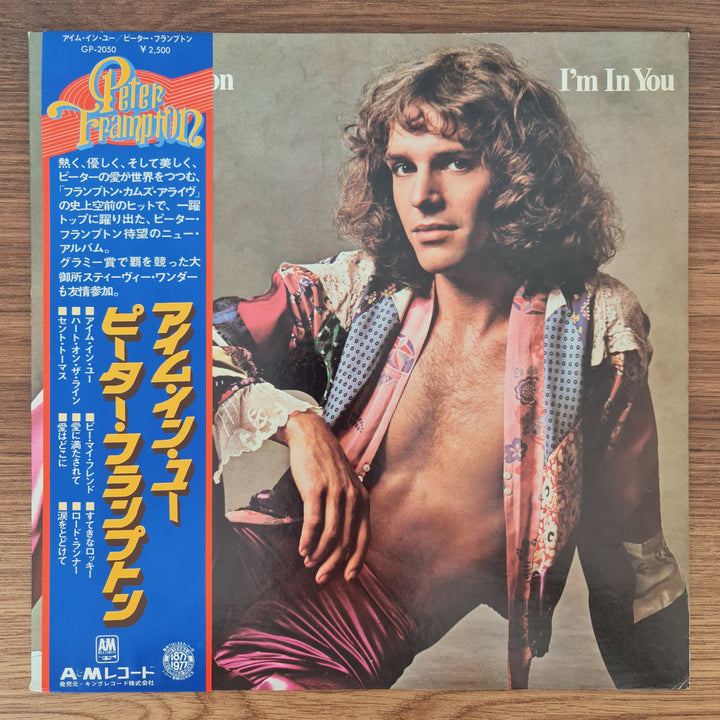 アイム・イン・ユー/ピーター・フランプトン
GP-2050 ¥2,500
Peter
Frampton
熱く、優しく、そして美しく、
ピーターの愛が世界をつつむ、
「フランプトン・カムズ・アライヴ」
の史上空前のヒットで、一躍
トップに躍り出た、ピーター・
フランプトン待望のニュー・
アルバム。
グラミー賞で覇を競った大
御所スティーヴィー・ワンダー
も友情参加。
on
I'm In You
アイム・イン・ユー
ピーター・フランプトン
■アイム・イン・ユー
■ハート・オン・ザ・ライン
■セント・トーマス
■ビー・マイ・フレンド
■愛に満たされて
■愛はどこに
■すてきなロッキー
■ロード・ランナー
■涙をとどけて
A&M
RECORDS
A&Mレコード
発売元・キングレコード株式会社
1877
1977